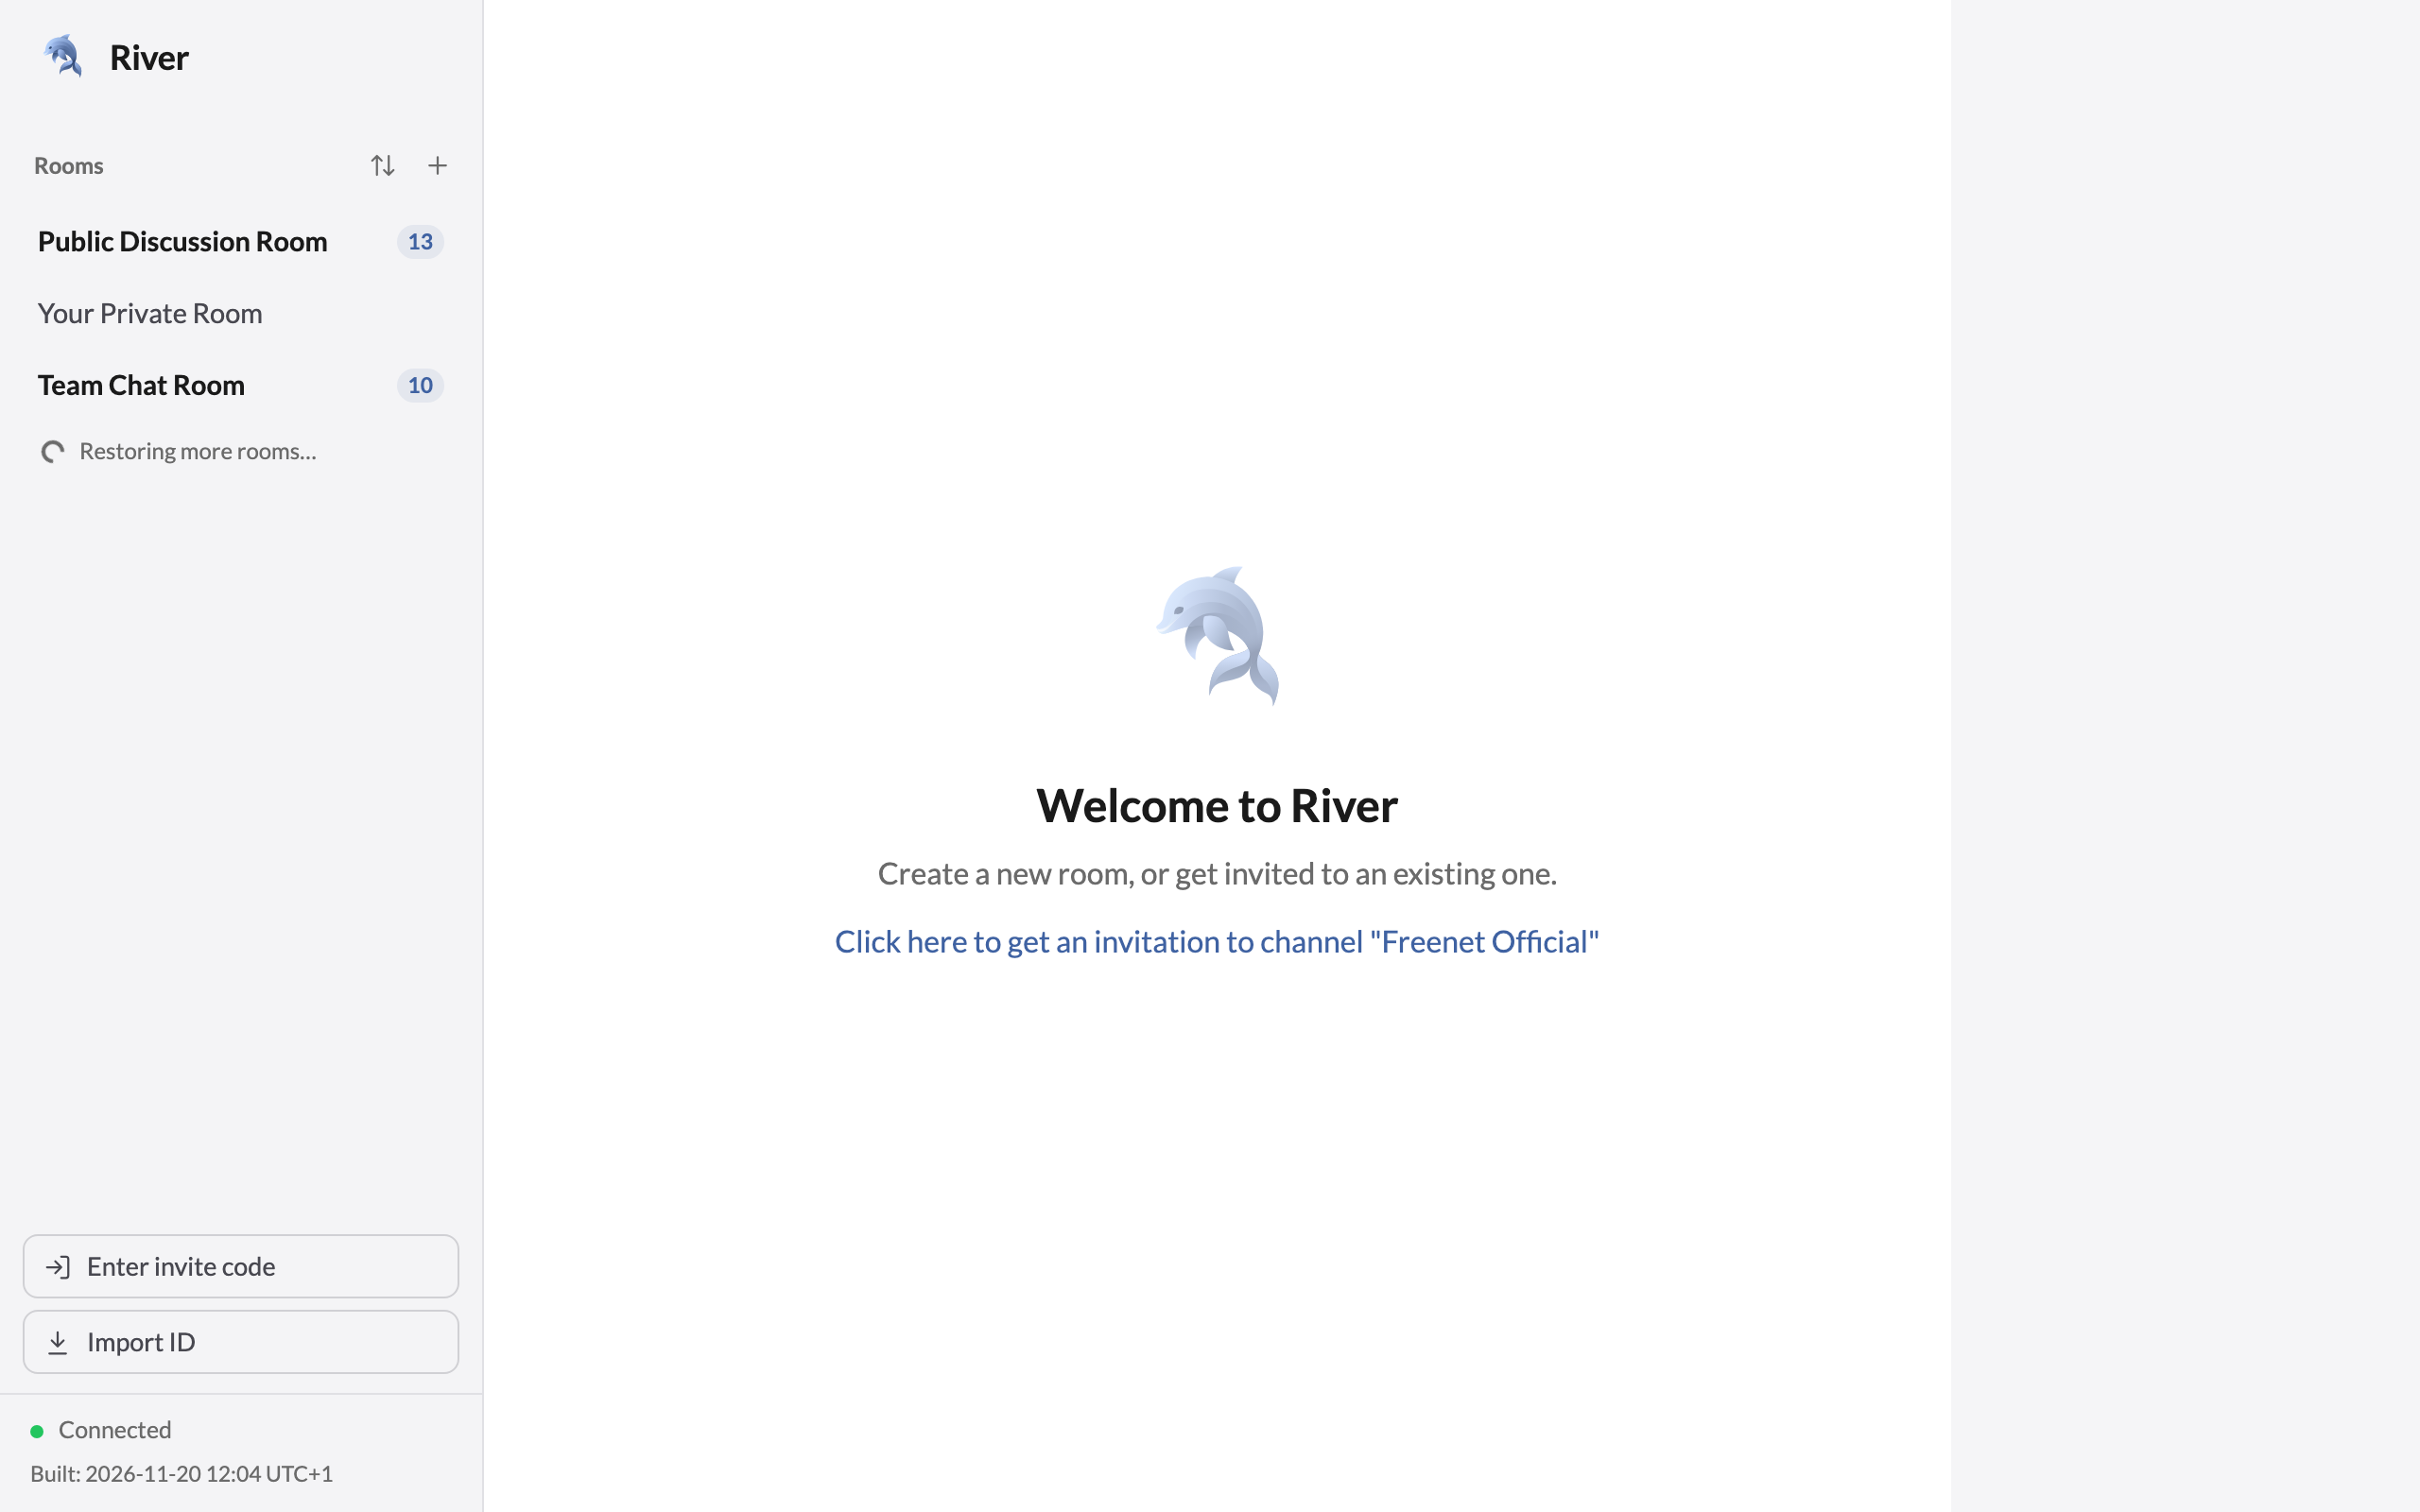 River
Rooms
Public Discussion Room 13
Your Private Room
Team Chat Room 10
Restoring more rooms...
Welcome to River
Create a new room, or get invited to an existing one.
Click here to get an invitation to channel "Freenet Official"
Enter invite code
Import ID
Connected
Built: 2026-11-20 12:04 UTC+1